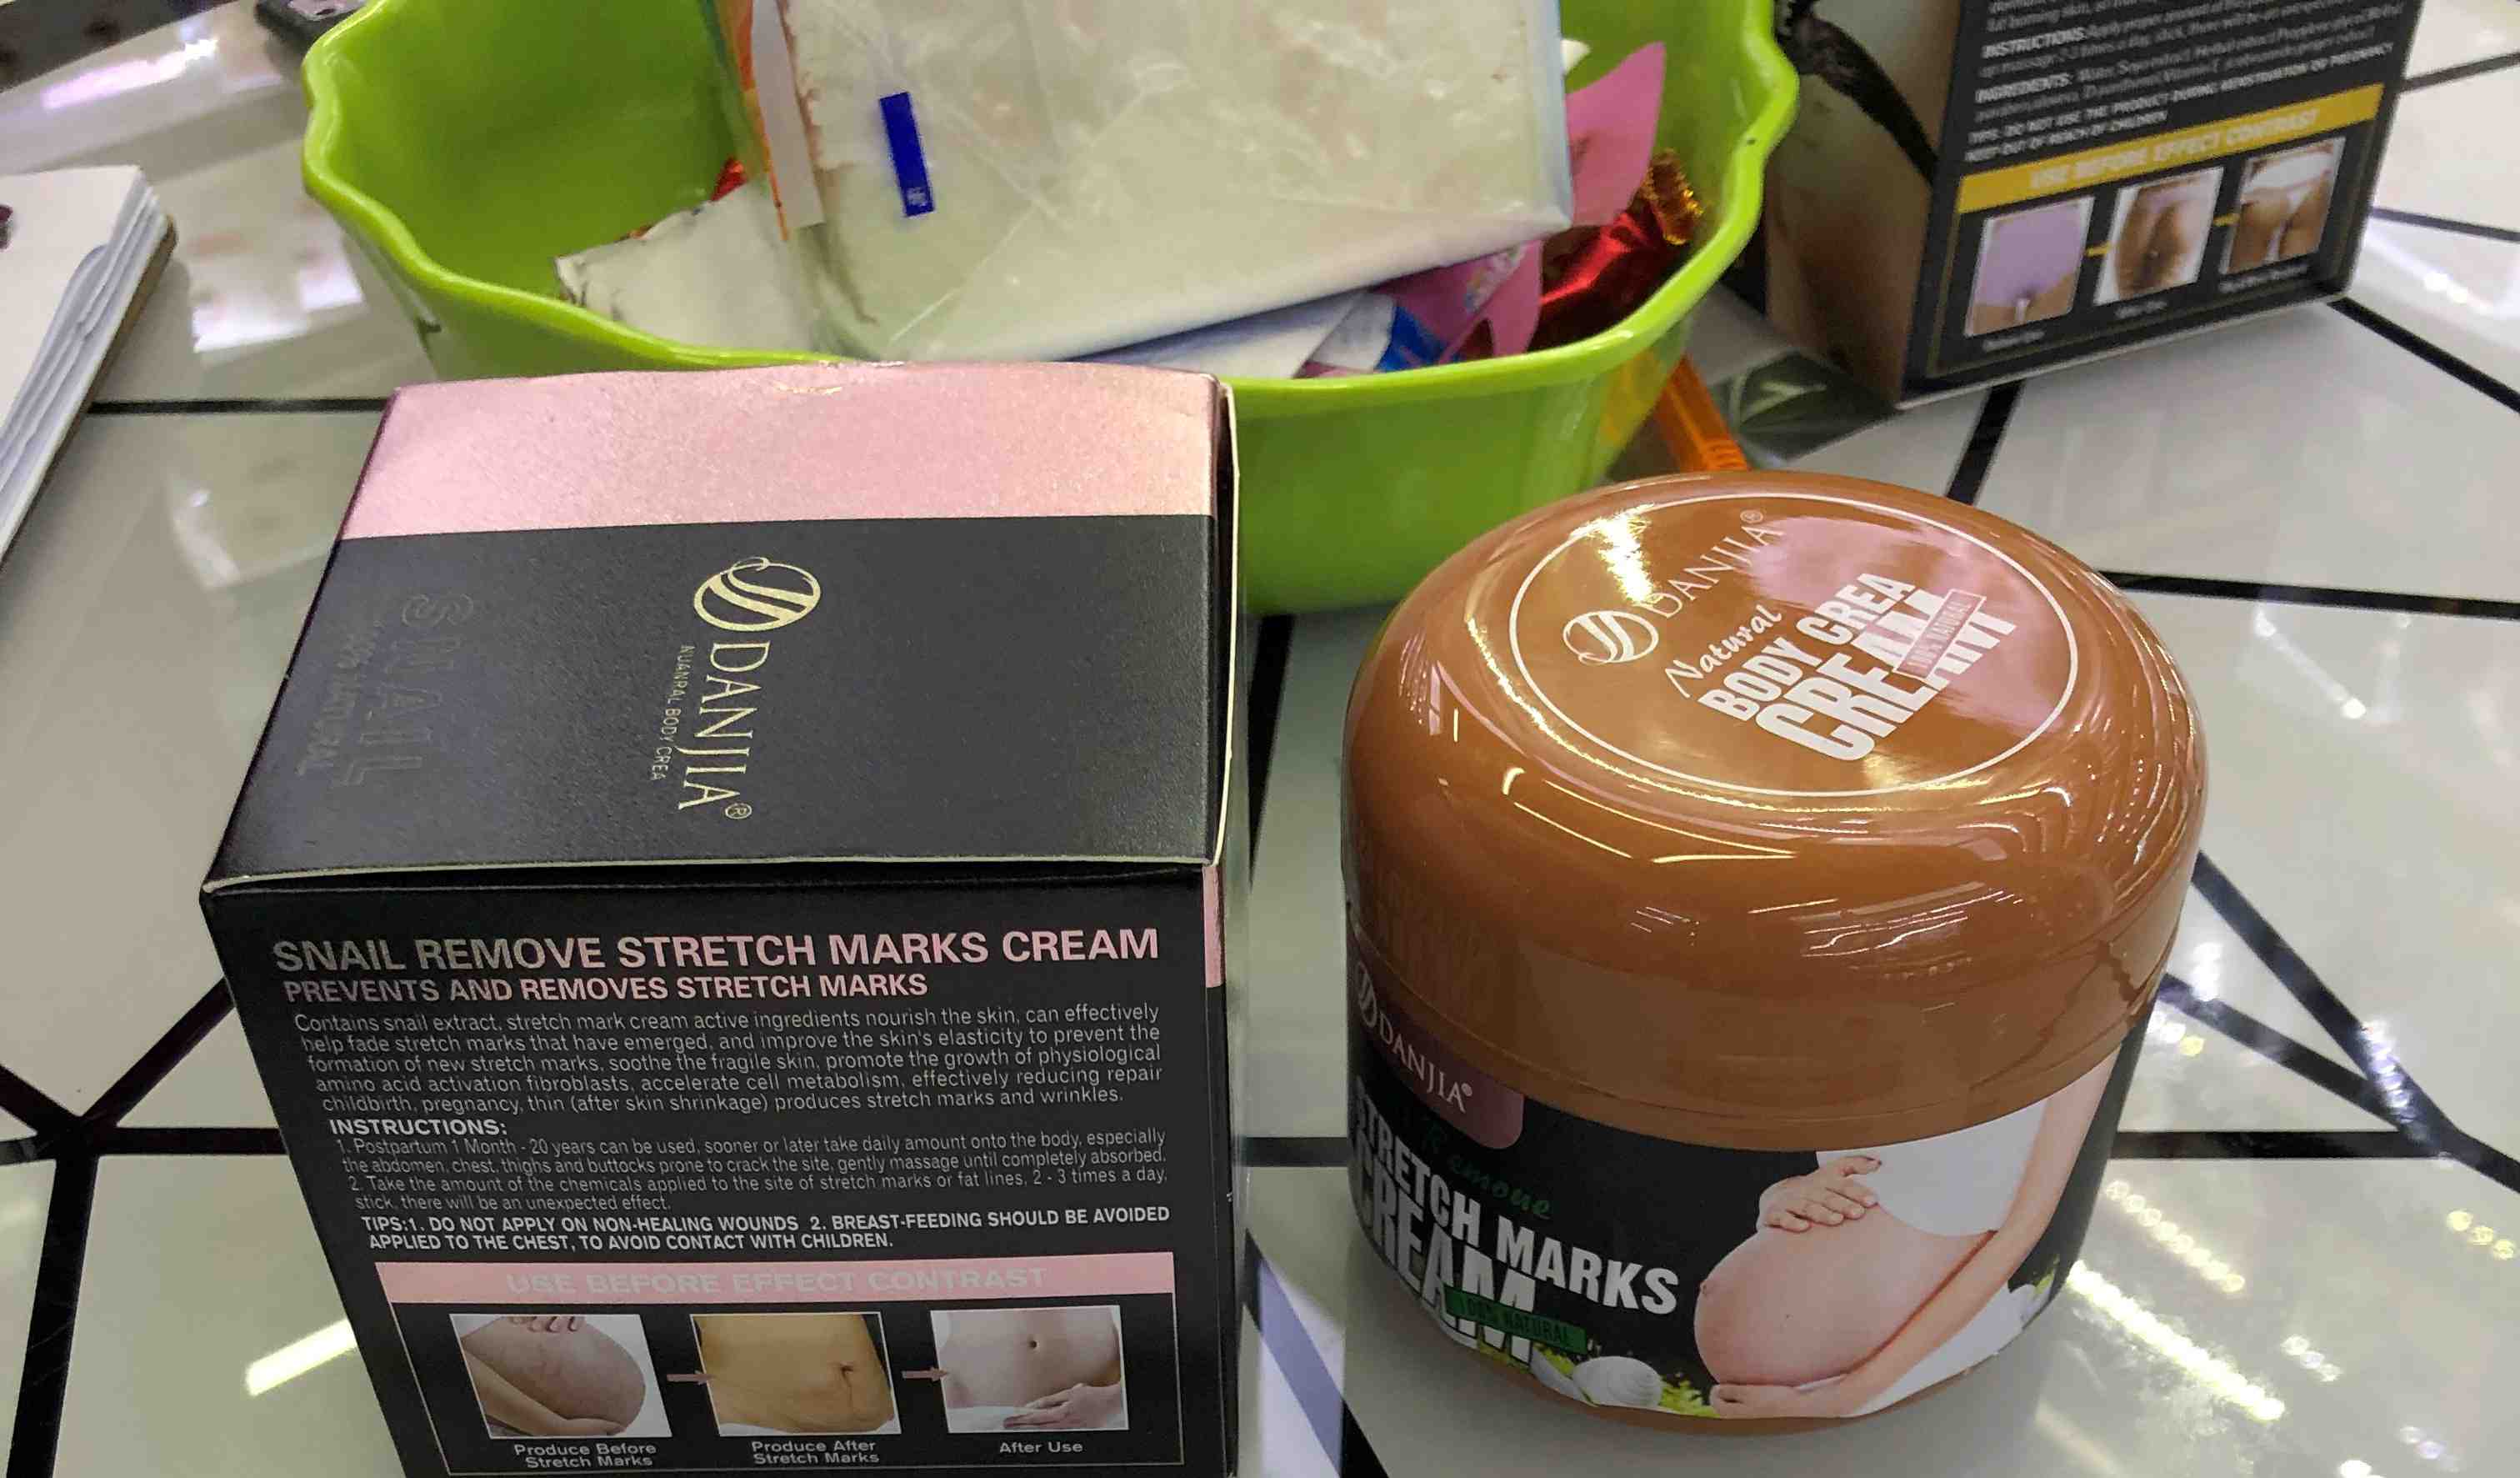 INSTRUCTIONS:
INGREDIENTS:
TIPS: DO NOT USE THE PRODUCT DURING MENSTRUATION OF PREGNANCY
KEEP OUT OF REACH OF CHILDREN
USE BEFORE EFFECT CONTRAST
DANJIA®
NUANPAL BODY CREA
SNAIL
100% NATURAL
SNAIL REMOVE STRETCH MARKS CREAM
PREVENTS AND REMOVES STRETCH MARKS
Contains snail extract, stretch mark cream active ingredients nourish the skin, can effectively
help fade stretch marks that have emerged, and improve the skin's elasticity to prevent the
formation of new stretch marks, soothe the fragile skin, promote the growth of physiological
amino acid activation fibroblasts, accelerate cell metabolism, effectively reducing repair
childbirth, pregnancy, thin (after skin shrinkage) produces stretch marks and wrinkles.
INSTRUCTIONS:
1. Postpartum 1 Month - 20 years can be used, sooner or later take daily amount onto the body, especially
the abdomen, chest, thighs and buttocks prone to crack the site, gently massage until completely absorbed.
2. Take the amount of the chemicals applied to the site of stretch marks or fat lines, 2 - 3 times a day,
stick, there will be an unexpected effect.
TIPS:1. DO NOT APPLY ON NON-HEALING WOUNDS 2. BREAST-FEEDING SHOULD BE AVOIDED
APPLIED TO THE CHEST, TO AVOID CONTACT WITH CHILDREN.
USE BEFORE EFFECT CONTRAST
Produce Before
Stretch Marks
Produce After
Stretch Marks
After Use
DANJIA®
Natural
BODY CREA
CREAM
100% NATURAL
DANJIA®
Remove
STRETCH MARKS
CREAM
100% NATURAL